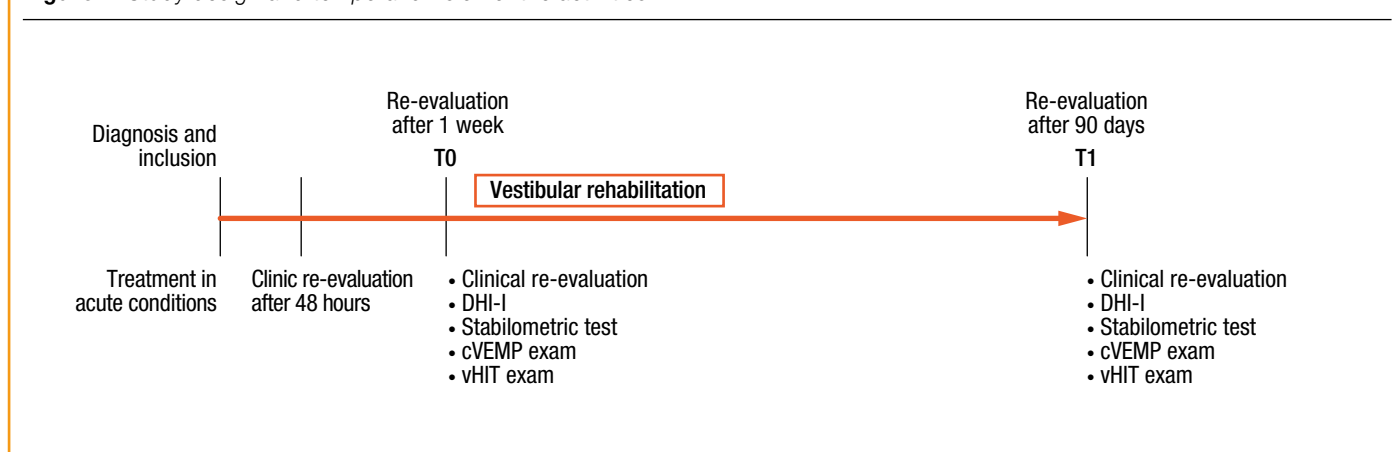 Re-evaluation
after 1 week
Re-evaluation
after 90 days
Diagnosis and
inclusion
T0
T1
Vestibular rehabilitation
Treatment in
acute conditions
Clinic re-evaluation
after 48 hours
• Clinical re-evaluation
• DHI-I
• Stabilometric test
• cVEMP exam
• vHIT exam
• Clinical re-evaluation
• DHI-I
• Stabilometric test
• cVEMP exam
• vHIT exam